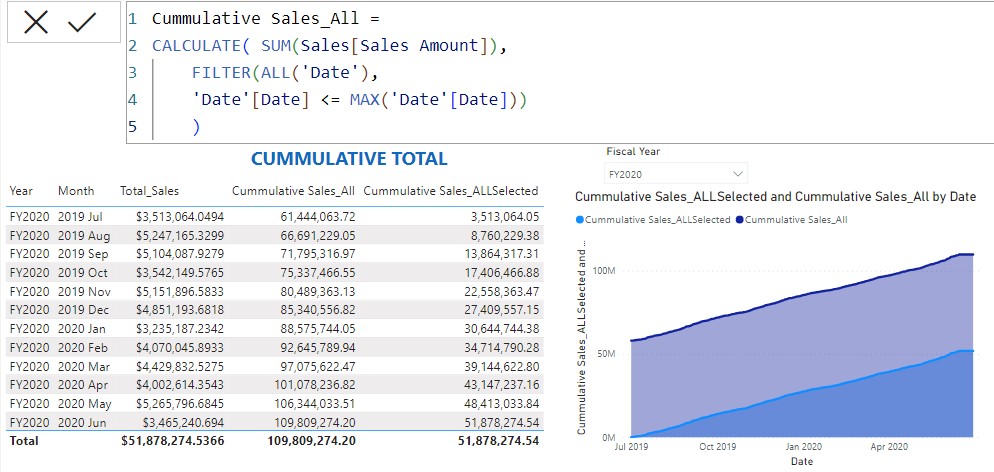 1 Cummulative Sales_All =
2 CALCULATE( SUM(Sales[Sales Amount]),
3 FILTER(ALL('Date'),
4 'Date'[Date] <= MAX('Date'[Date]))
5 )
CUMMULATIVE TOTAL
Year Month Total_Sales Cummulative Sales_All Cummulative Sales_ALLSelected
FY2020 2019 Jul $3,513,064.0494 61,444,063.72 3,513,064.05
FY2020 2019 Aug $5,247,165.3299 66,691,229.05 8,760,229.38
FY2020 2019 Sep $5,104,087.9279 71,795,316.97 13,864,317.31
FY2020 2019 Oct $3,542,149.5765 75,337,466.55 17,406,466.88
FY2020 2019 Nov $5,151,896.5833 80,489,363.13 22,558,363.47
FY2020 2019 Dec $4,851,193.6818 85,340,556.82 27,409,557.15
FY2020 2020 Jan $3,235,187.2342 88,575,744.05 30,644,744.38
FY2020 2020 Feb $4,070,045.8933 92,645,789.94 34,714,790.28
FY2020 2020 Mar $4,429,832.5275 97,075,622.47 39,144,622.80
FY2020 2020 Apr $4,002,614.3543 101,078,236.82 43,147,237.16
FY2020 2020 May $5,265,796.6845 106,344,033.51 48,413,033.84
FY2020 2020 Jun $3,465,240.694 109,809,274.20 51,878,274.54
Total $51,878,274.5366 109,809,274.20 51,878,274.54
Fiscal Year
FY2020
Cummulative Sales_ALLSelected and Cummulative Sales_All by Date
Cummulative Sales_ALLSelected Cummulative Sales_All
Cummulative Sales_ALLSelected and ...
100M
50M
0M
Jul 2019 Oct 2019 Jan 2020 Apr 2020
Date